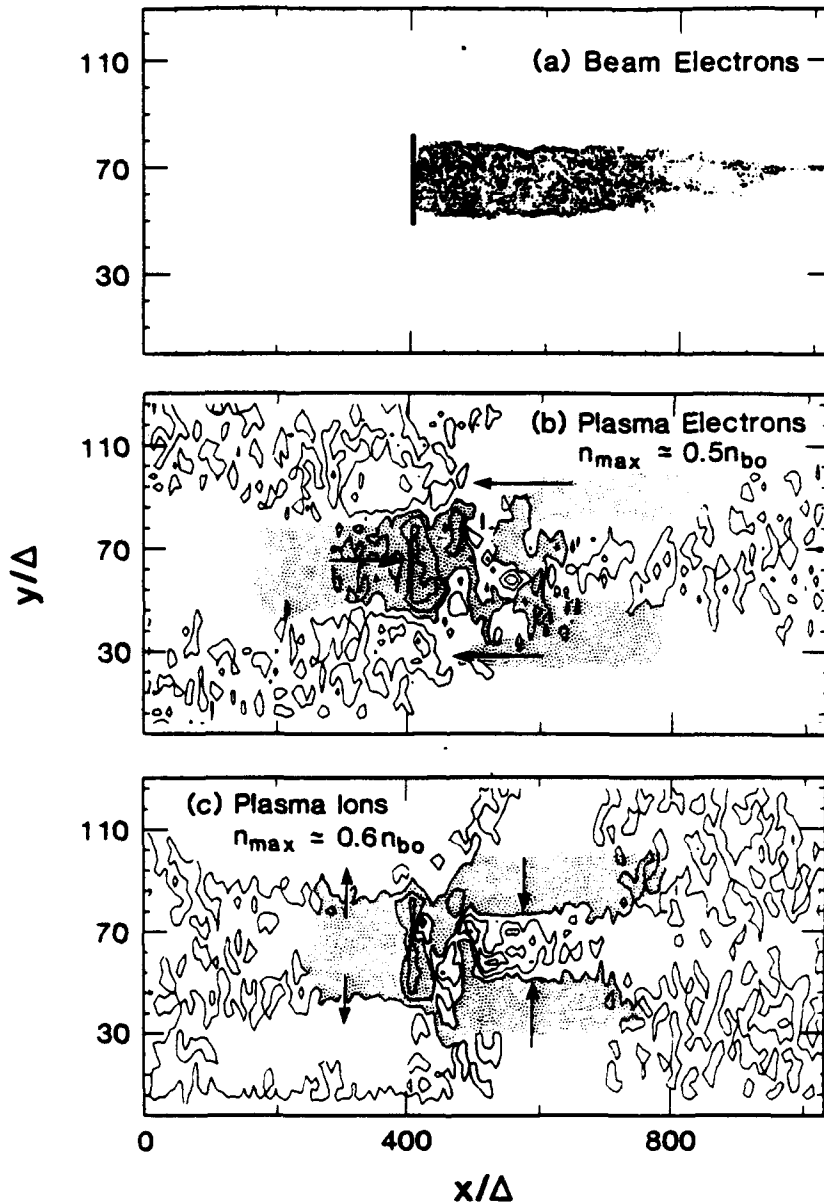 (a) Beam Electrons
110
70
30
(b) Plasma Electrons
n_max ≃ 0.5n_bo
110
70
30
y/Δ
(c) Plasma Ions
n_max ≃ 0.6n_bo
110
70
30
0
400
800
x/Δ